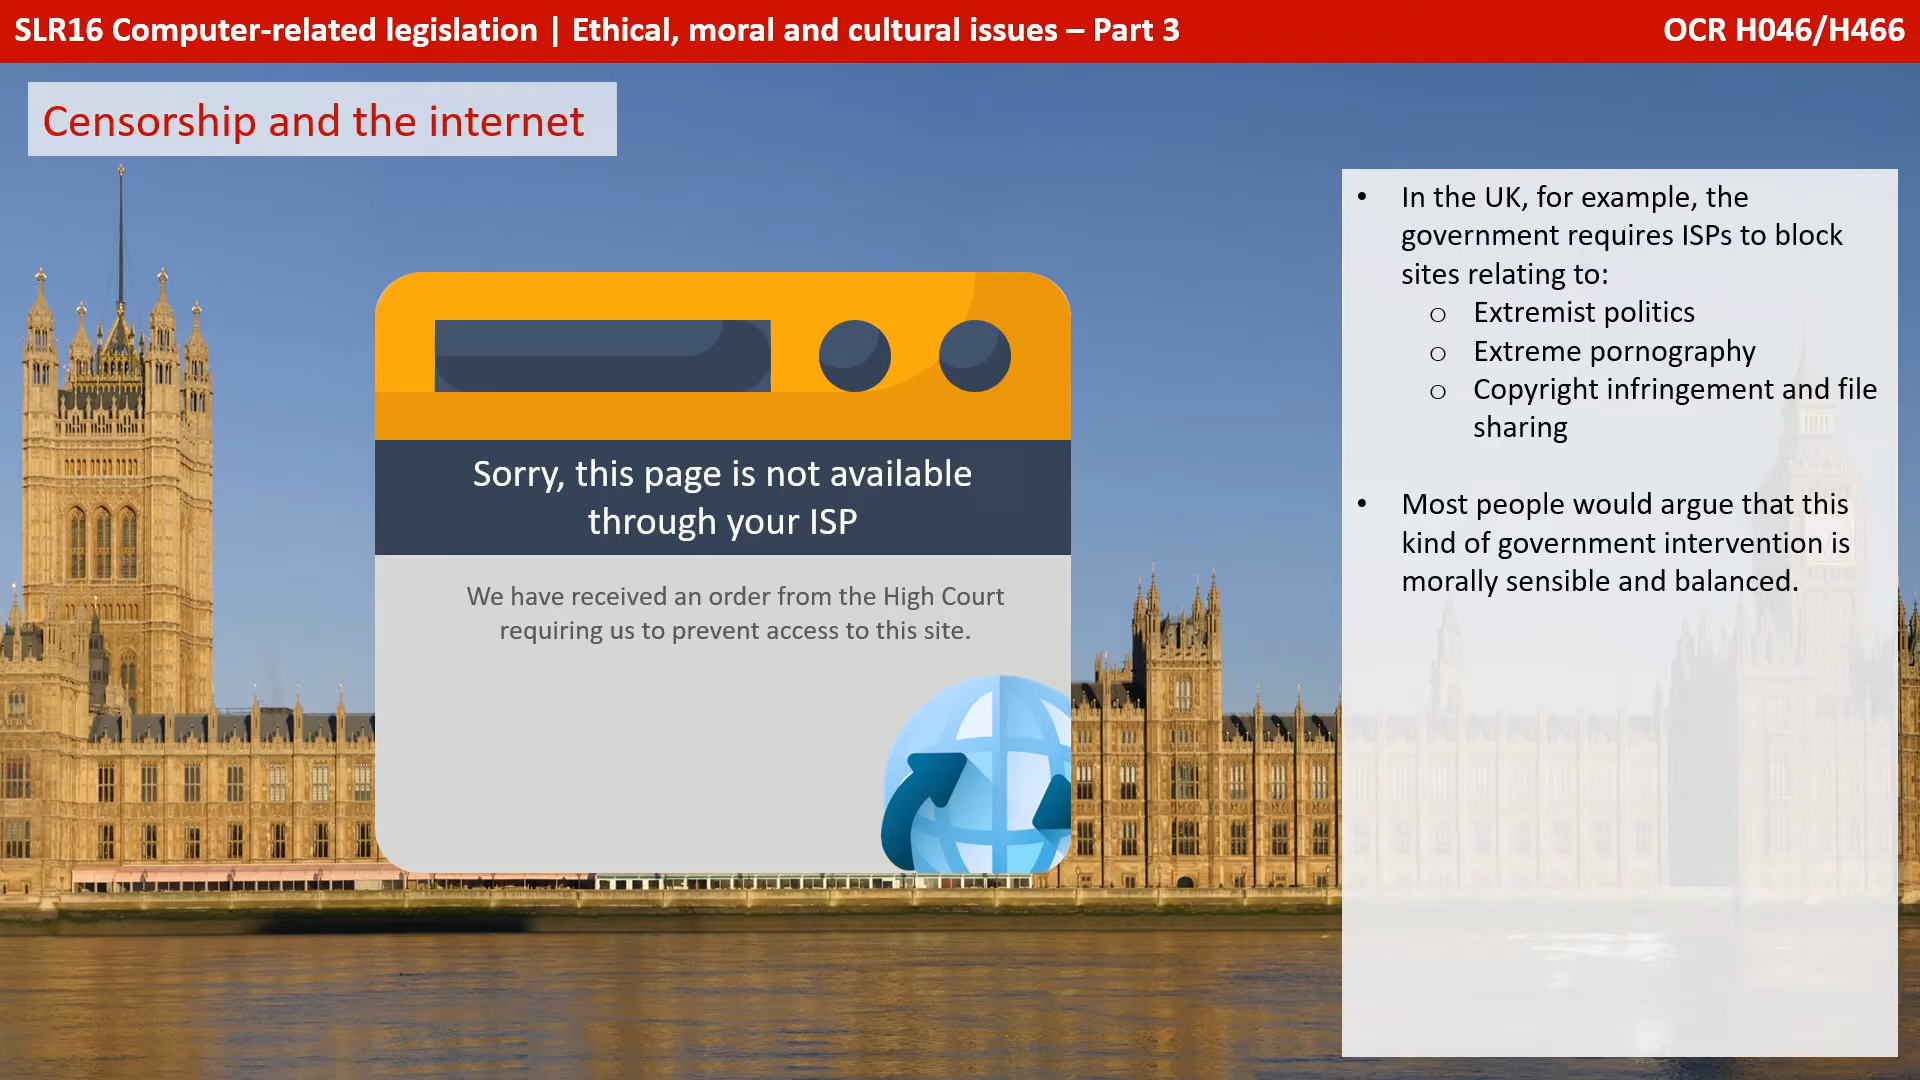 SLR16 Computer-related legislation | Ethical, moral and cultural issues – Part 3
OCR H046/H466
Censorship and the internet
Sorry, this page is not available
through your ISP
We have received an order from the High Court
requiring us to prevent access to this site.
• In the UK, for example, the
government requires ISPs to block
sites relating to:
o Extremist politics
o Extreme pornography
o Copyright infringement and file
sharing
• Most people would argue that this
kind of government intervention is
morally sensible and balanced.